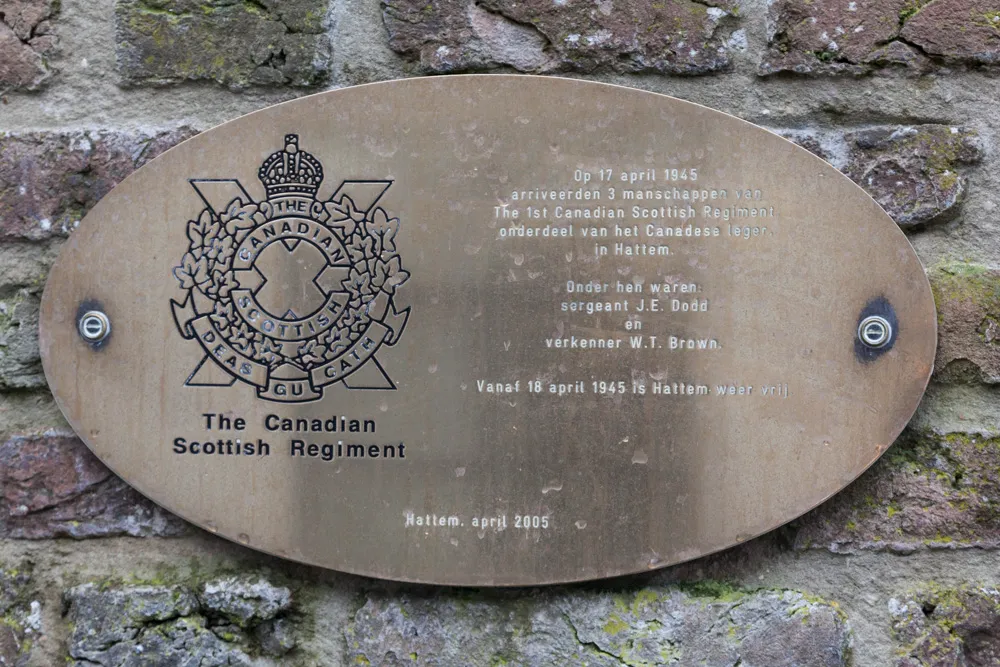 THE
CANADIAN
SCOTTISH
DEAS GU CATH
The Canadian
Scottish Regiment
Op 17 april 1945
arriveerden 3 manschappen van
The 1st Canadian Scottish Regiment
onderdeel van het Canadese leger,
in Hattem.
Onder hen waren:
sergeant J.E. Dodd
en
verkenner W.T. Brown.
Vanaf 18 april 1945 is Hattem weer vrij
Hattem, april 2005